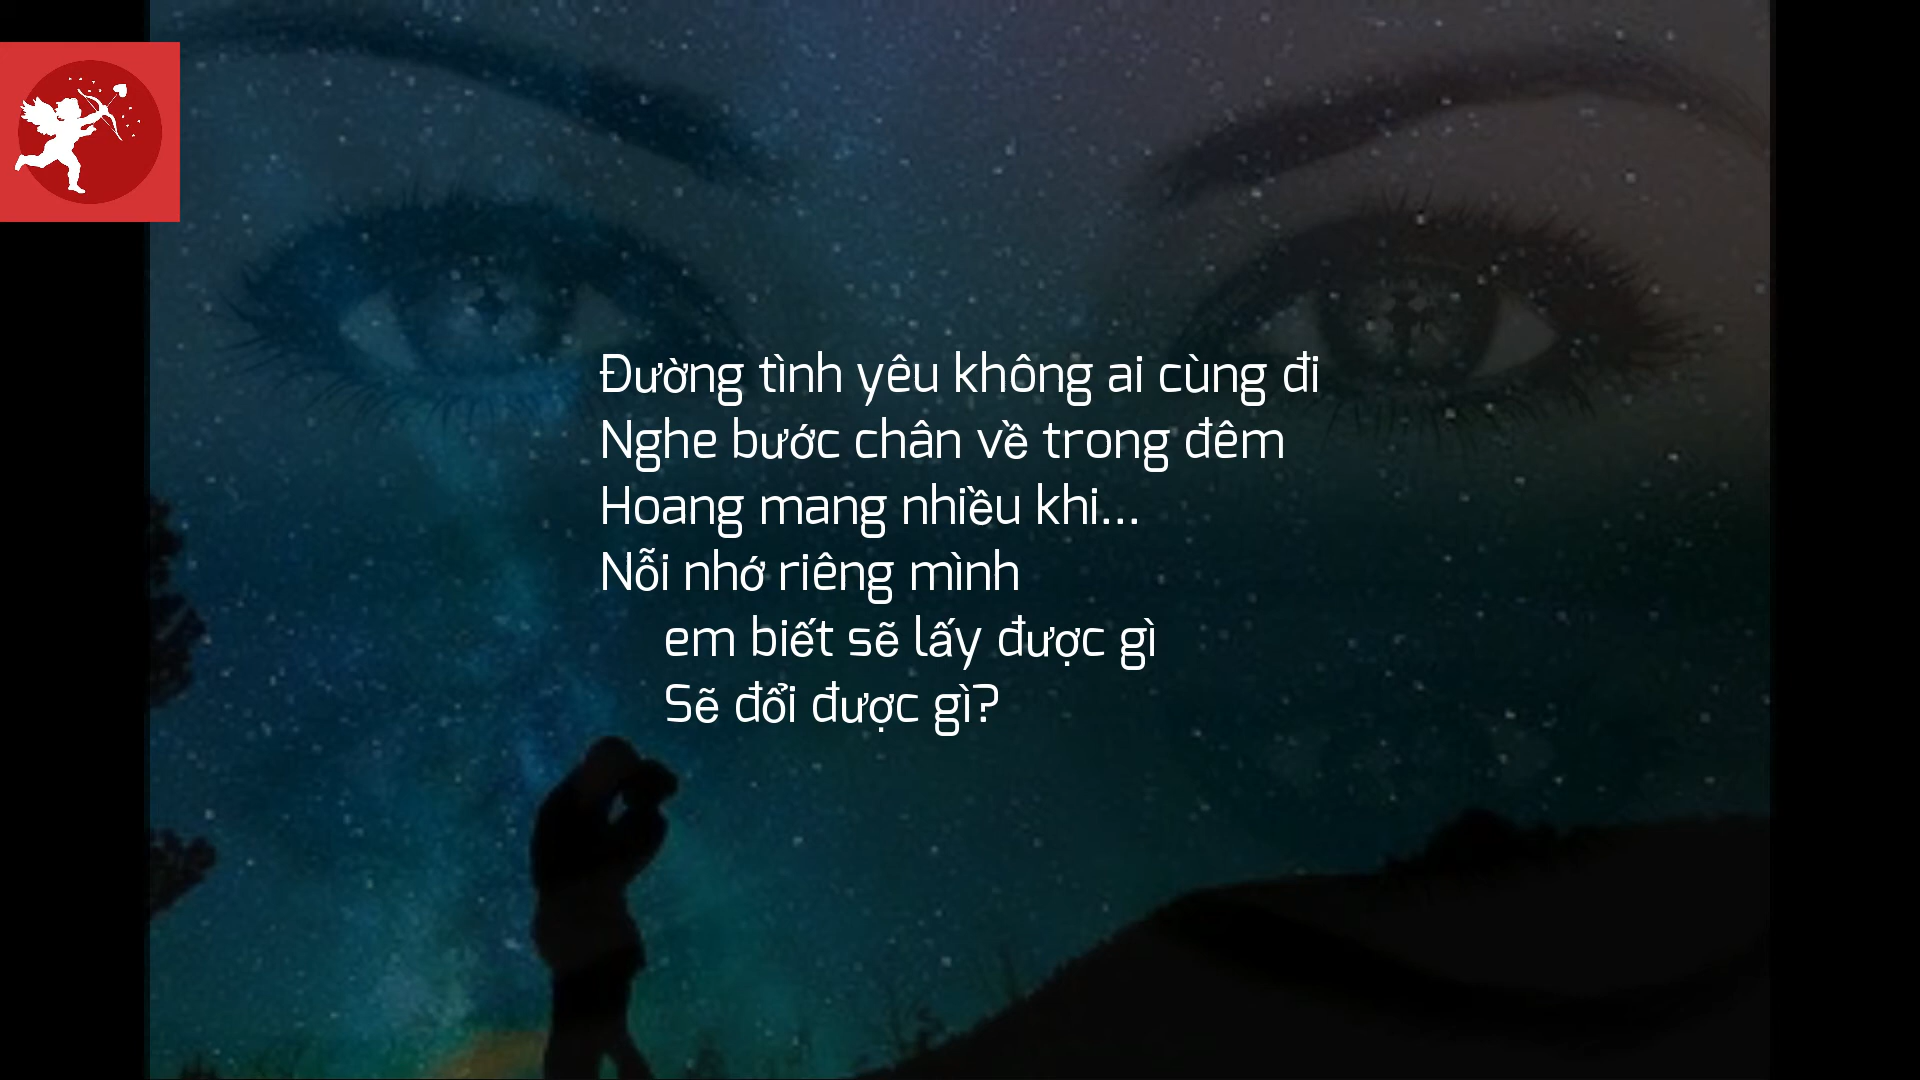 Đường tình yêu không ai cùng đi
Nghe bước chân về trong đêm
Hoang mang nhiều khi...
Nỗi nhớ riêng mình
em biết sẽ lấy được gì
Sẽ đổi được gì?